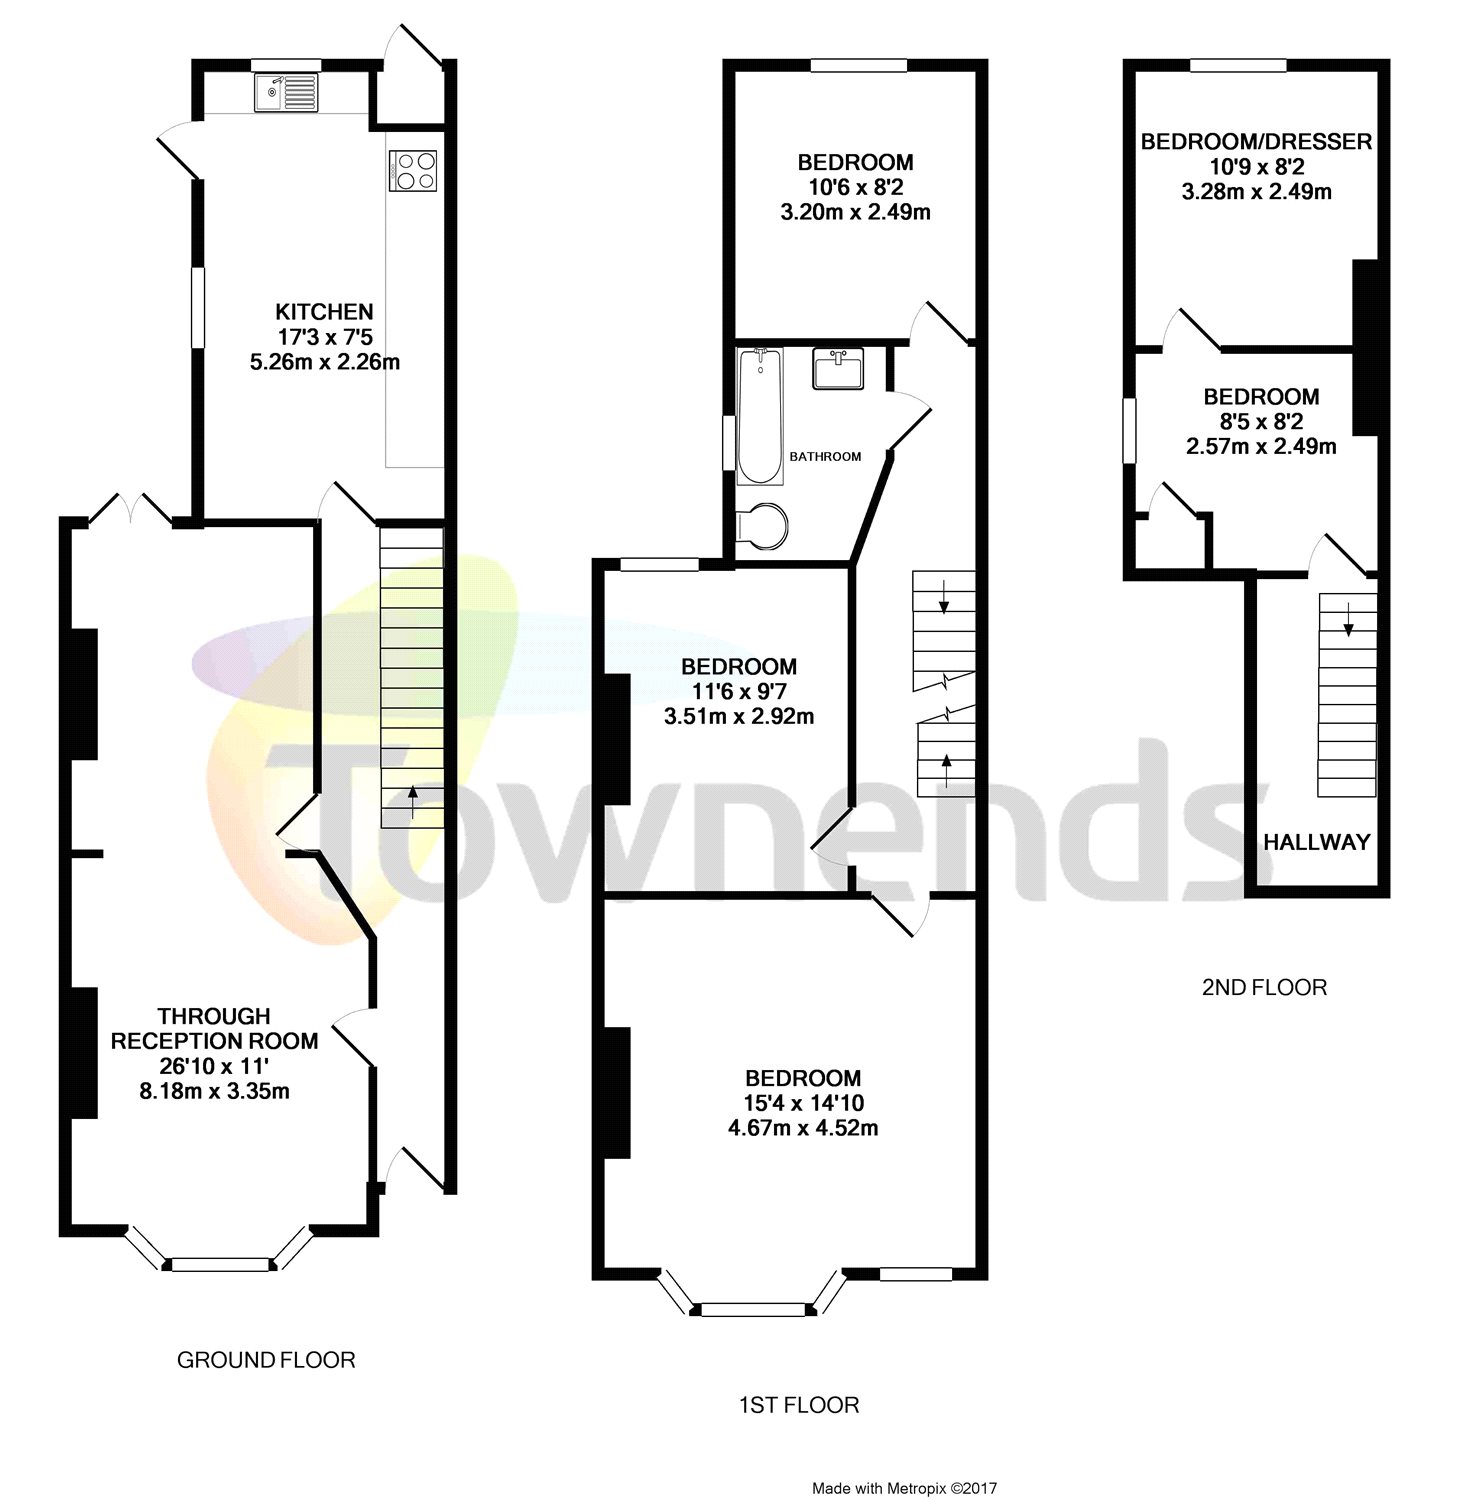 KITCHEN
17'3 x 7'5
5.26m x 2.26m
THROUGH
RECEPTION ROOM
26'10 x 11'
8.18m x 3.35m
GROUND FLOOR
BEDROOM
10'6 x 8'2
3.20m x 2.49m
BATHROOM
BEDROOM
11'6 x 9'7
3.51m x 2.92m
BEDROOM
15'4 x 14'10
4.67m x 4.52m
1ST FLOOR
BEDROOM/DRESSER
10'9 x 8'2
3.28m x 2.49m
BEDROOM
8'5 x 8'2
2.57m x 2.49m
HALLWAY
2ND FLOOR
Townends
Made with Metropix ©2017